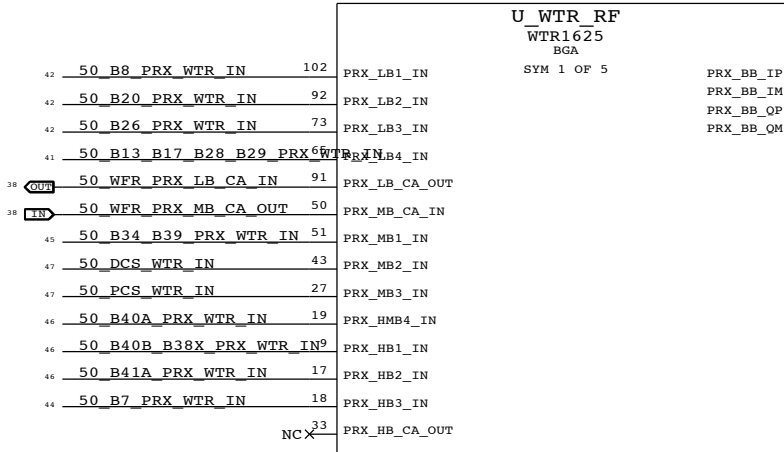 U_WTR_RF
WTR1625
BGA
SYM 1 OF 5
42 50_B8_PRX_WTR_IN 102 PRX_LB1_IN PRX_BB_IP
42 50_B20_PRX_WTR_IN 92 PRX_LB2_IN PRX_BB_IM
42 50_B26_PRX_WTR_IN 73 PRX_LB3_IN PRX_BB_QP
PRX_BB_QM
41 50_B13_B17_B28_B29_PRX_WTR_IN 65 PRX_LB4_IN
38 OUT 50_WFR_PRX_LB_CA_IN 91 PRX_LB_CA_OUT
38 IN 50_WFR_PRX_MB_CA_OUT 50 PRX_MB_CA_IN
45 50_B34_B39_PRX_WTR_IN 51 PRX_MB1_IN
47 50_DCS_WTR_IN 43 PRX_MB2_IN
47 50_PCS_WTR_IN 27 PRX_MB3_IN
46 50_B40A_PRX_WTR_IN 19 PRX_HMB4_IN
46 50_B40B_B38X_PRX_WTR_IN 9 PRX_HB1_IN
46 50_B41A_PRX_WTR_IN 17 PRX_HB2_IN
44 50_B7_PRX_WTR_IN 18 PRX_HB3_IN
NC 33 PRX_HB_CA_OUT